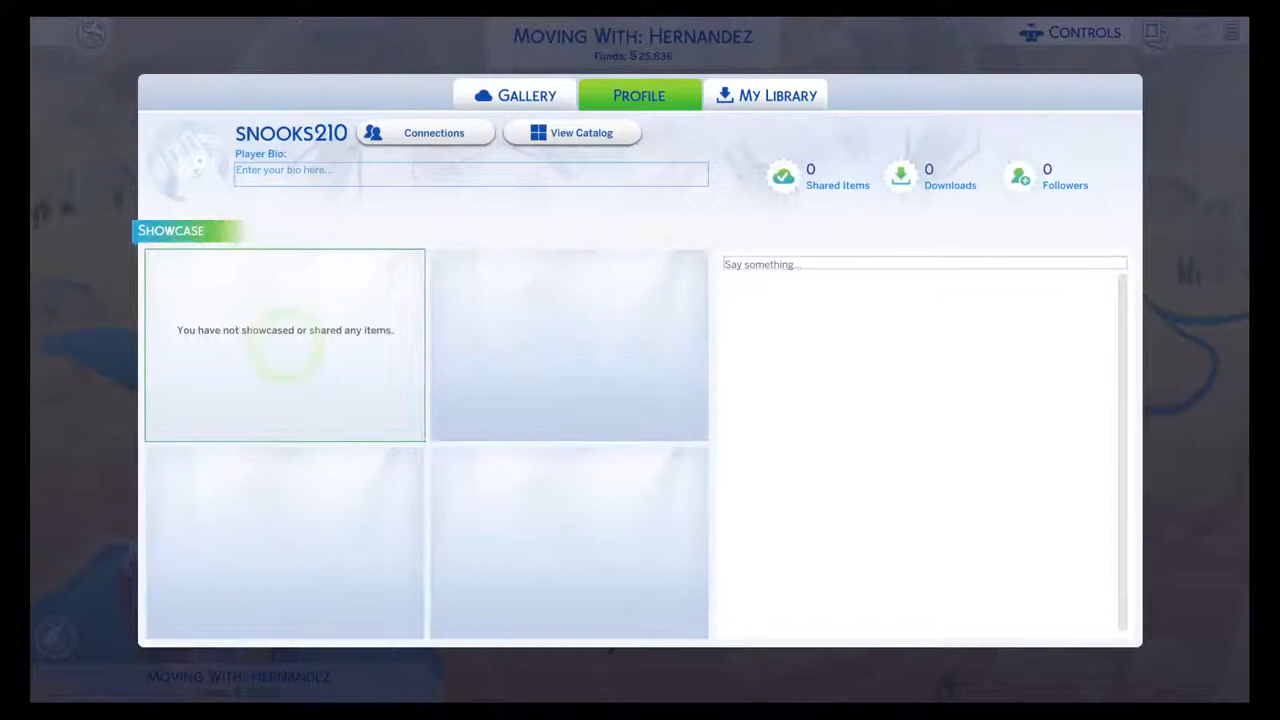 MOVING WITH: HERNANDEZ
Funds: §25,636
CONTROLS
GALLERY
PROFILE
MY LIBRARY
SNOOKS210
Connections
View Catalog
Player Bio:
Enter your bio here...
0
Shared Items
0
Downloads
0
Followers
SHOWCASE
You have not showcased or shared any items.
Say something...
MOVING WITH: HERNANDEZ